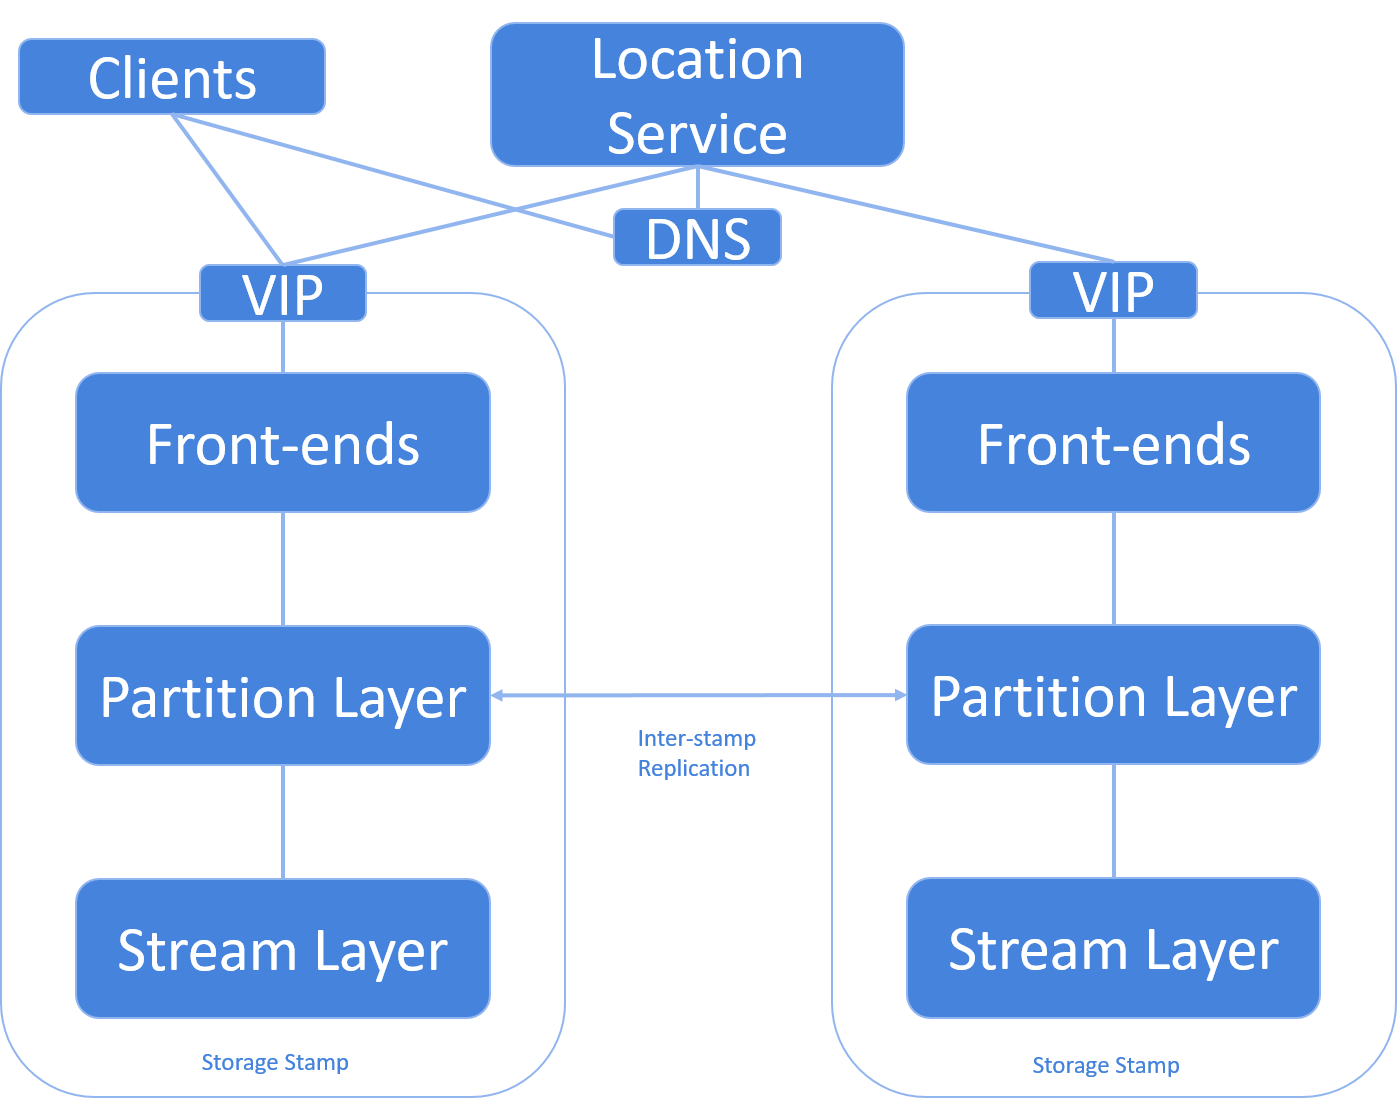 Clients
Location
Service
DNS
VIP
VIP
Front-ends
Front-ends
Partition Layer
Partition Layer
Inter-stamp
Replication
Stream Layer
Stream Layer
Storage Stamp
Storage Stamp